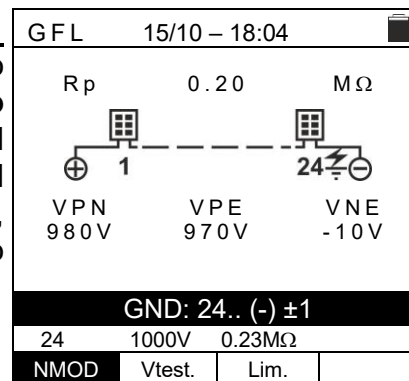 GFL 15/10 – 18:04
Rp 0.20 MΩ
1 24
VPN VPE VNE
980V 970V -10V
GND: 24.. (-) ±1
24 1000V 0.23MΩ
NMOD Vtest. Lim.